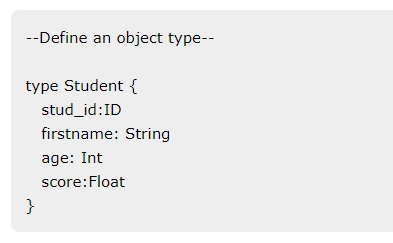 --Define an object type--
type Student {
stud_id:ID
firstname: String
age: Int
score:Float
}